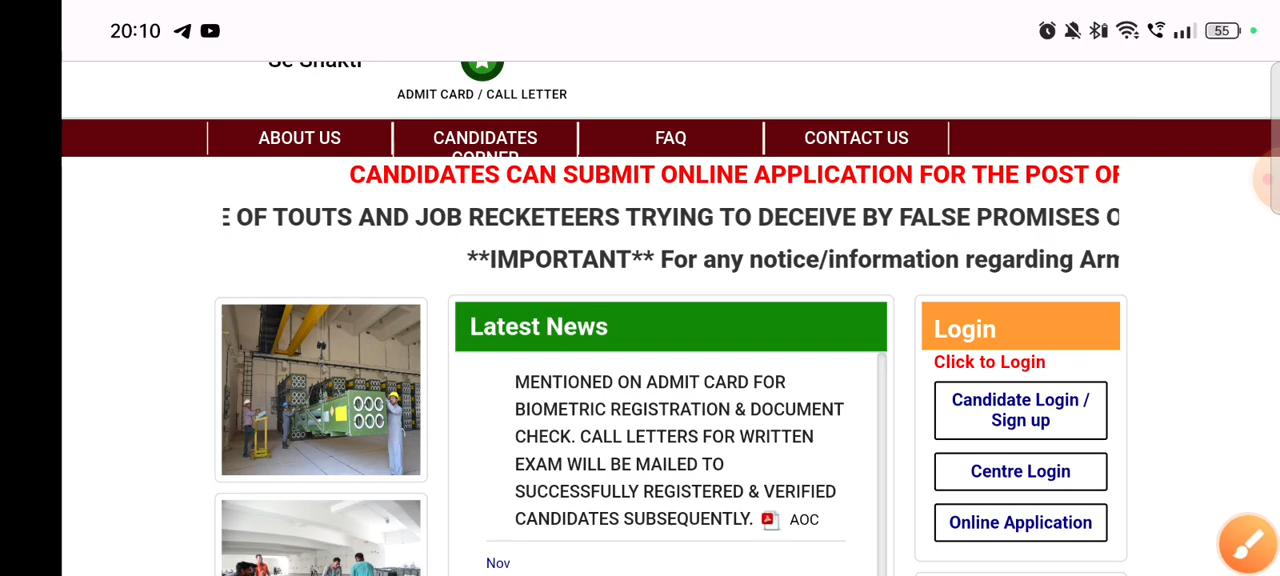 20:10
55
Se Shakti
ADMIT CARD / CALL LETTER
ABOUT US
CANDIDATES
CORNER
FAQ
CONTACT US
CANDIDATES CAN SUBMIT ONLINE APPLICATION FOR THE POST OF
E OF TOUTS AND JOB RECKETEERS TRYING TO DECEIVE BY FALSE PROMISES O
**IMPORTANT** For any notice/information regarding Arm
Latest News
MENTIONED ON ADMIT CARD FOR
BIOMETRIC REGISTRATION & DOCUMENT
CHECK. CALL LETTERS FOR WRITTEN
EXAM WILL BE MAILED TO
SUCCESSFULLY REGISTERED & VERIFIED
CANDIDATES SUBSEQUENTLY. AOC
Nov
Login
Click to Login
Candidate Login /
Sign up
Centre Login
Online Application